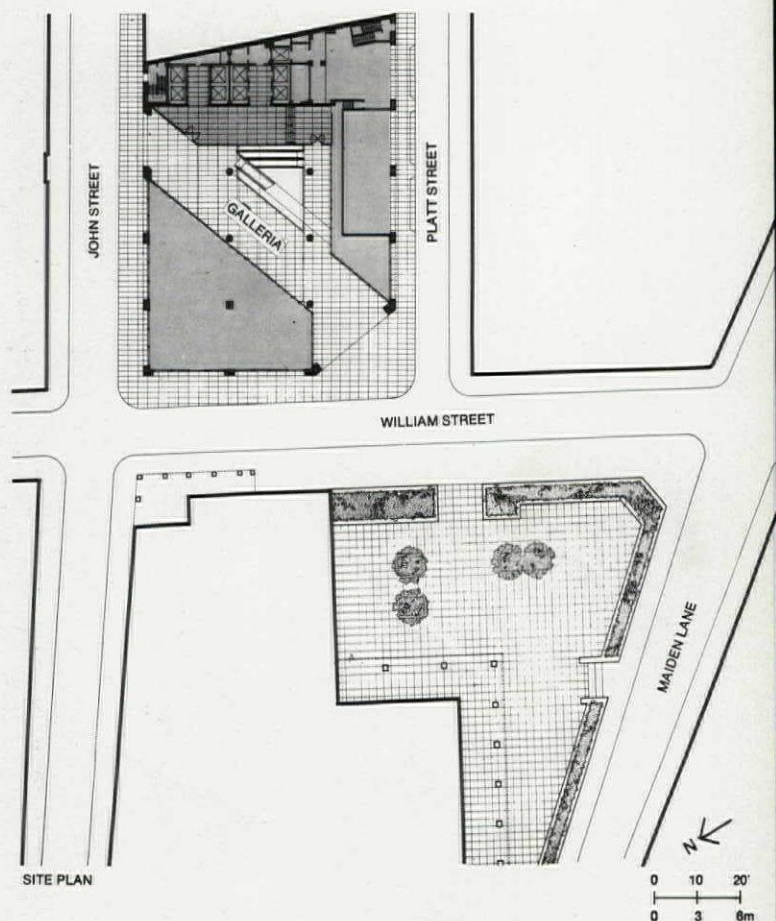 JOHN STREET
GALLERIA
PLATT STREET
WILLIAM STREET
MAIDEN LANE
SITE PLAN
N
0 10 20'
0 3 6m